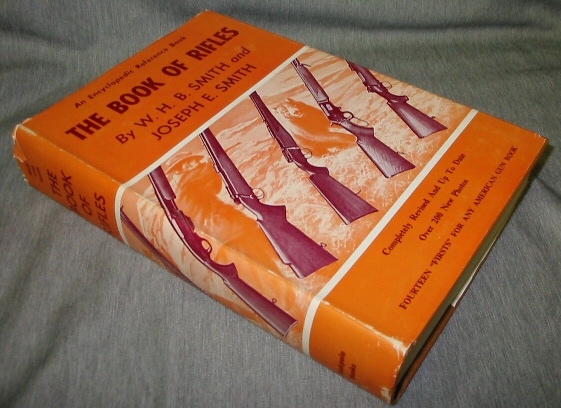 An Encyclopedic Reference Book
THE BOOK OF RIFLES
By W. H. B. SMITH and
JOSEPH E. SMITH
Completely Revised And Up To Date
Over 200 New Photos
FOURTEEN "FIRSTS" FOR ANY AMERICAN GUN BOOK
THE
BOOK
OF
RIFLES